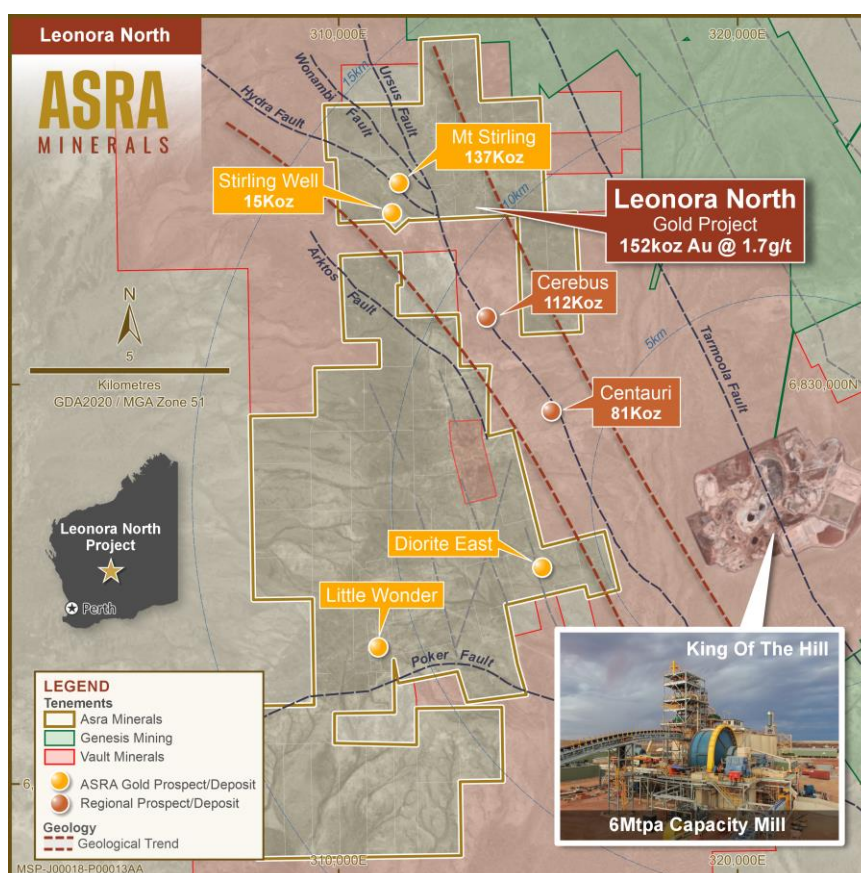 Leonora North
ASRA
MINERALS
310,000E
320,000E
15km
Ursus Fault
Wonambi Fault
Hydra Fault
Mt Stirling
137Koz
Stirling Well
15Koz
10km
Leonora North
Gold Project
152koz Au @ 1.7g/t
Arktos Fault
Cerebus
112Koz
5km
Tarmoola Fault
N
5
Kilometres
GDA2020 / MGA Zone 51
6,830,000N
Centauri
81Koz
Leonora North
Project
Perth
Diorite East
Little Wonder
Poker Fault
King Of The Hill
6Mtpa Capacity Mill
LEGEND
Tenements
Asra Minerals
Genesis Mining
Vault Minerals
ASRA Gold Prospect/Deposit
Regional Prospect/Deposit
Geology
Geological Trend
6,
MSP-J00018-P00013AA
310,000E
320,000E